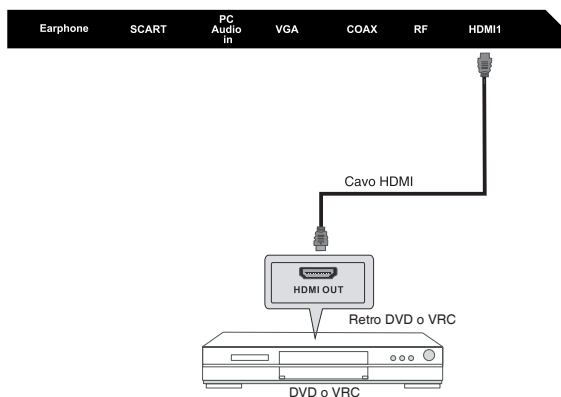 Earphone SCART PC Audio in VGA COAX RF HDMI1
Cavo HDMI
HDMI OUT
Retro DVD o VRC
DVD o VRC